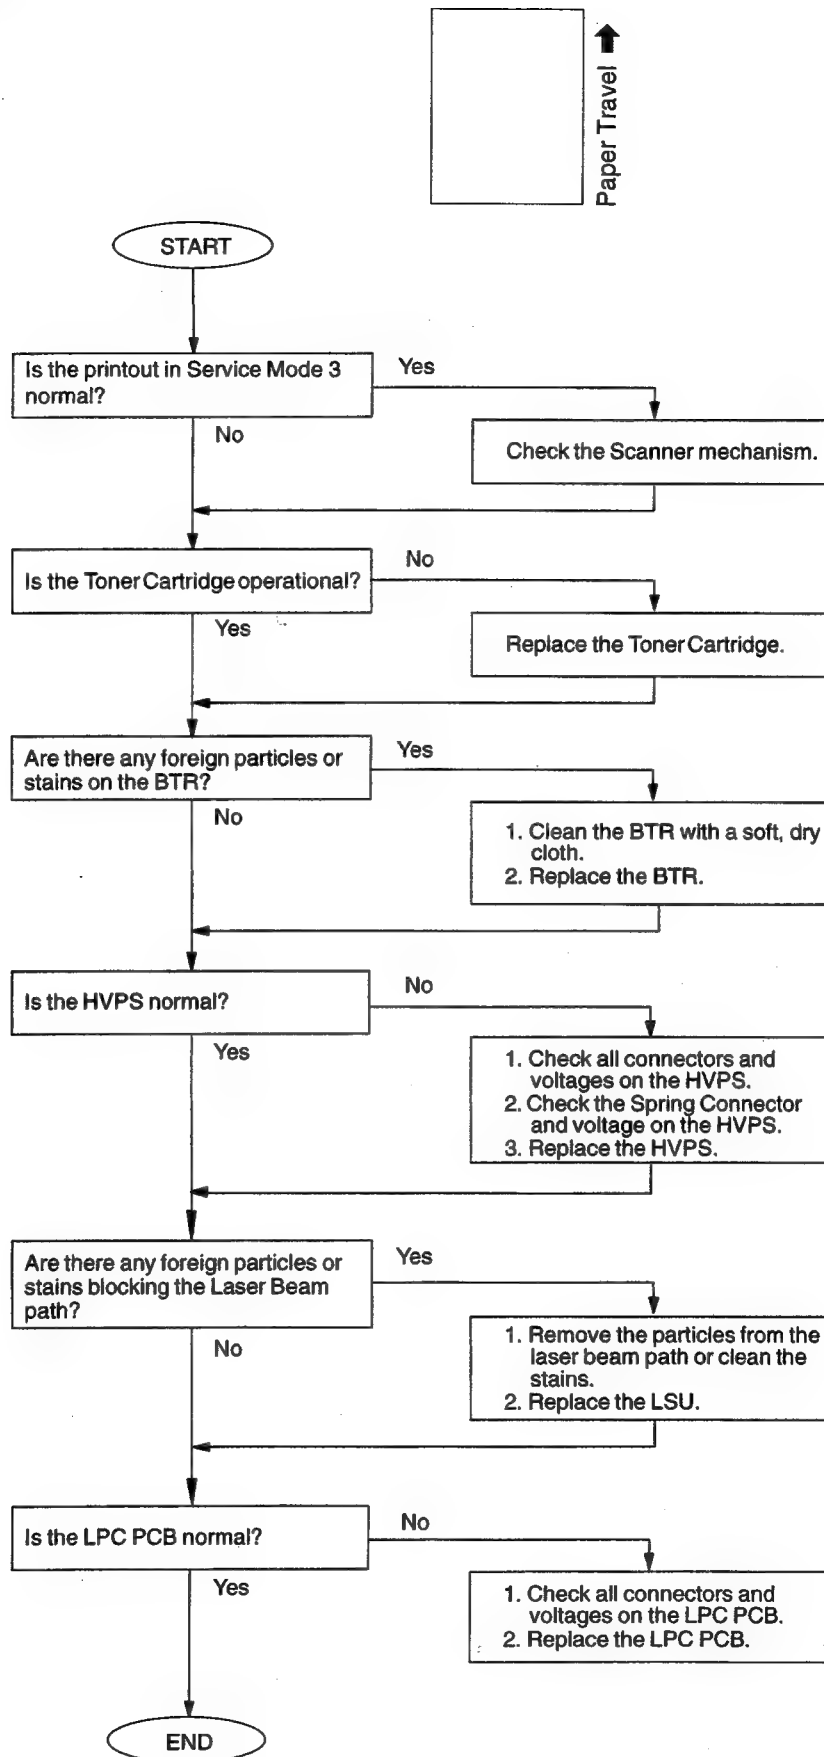 Paper Travel
START
Is the printout in Service Mode 3
normal?
Yes
No
Check the Scanner mechanism.
Is the Toner Cartridge operational?
No
Yes
Replace the Toner Cartridge.
Are there any foreign particles or
stains on the BTR?
Yes
No
1. Clean the BTR with a soft, dry
cloth.
2. Replace the BTR.
Is the HVPS normal?
No
Yes
1. Check all connectors and
voltages on the HVPS.
2. Check the Spring Connector
and voltage on the HVPS.
3. Replace the HVPS.
Are there any foreign particles or
stains blocking the Laser Beam
path?
Yes
No
1. Remove the particles from the
laser beam path or clean the
stains.
2. Replace the LSU.
Is the LPC PCB normal?
No
Yes
1. Check all connectors and
voltages on the LPC PCB.
2. Replace the LPC PCB.
END